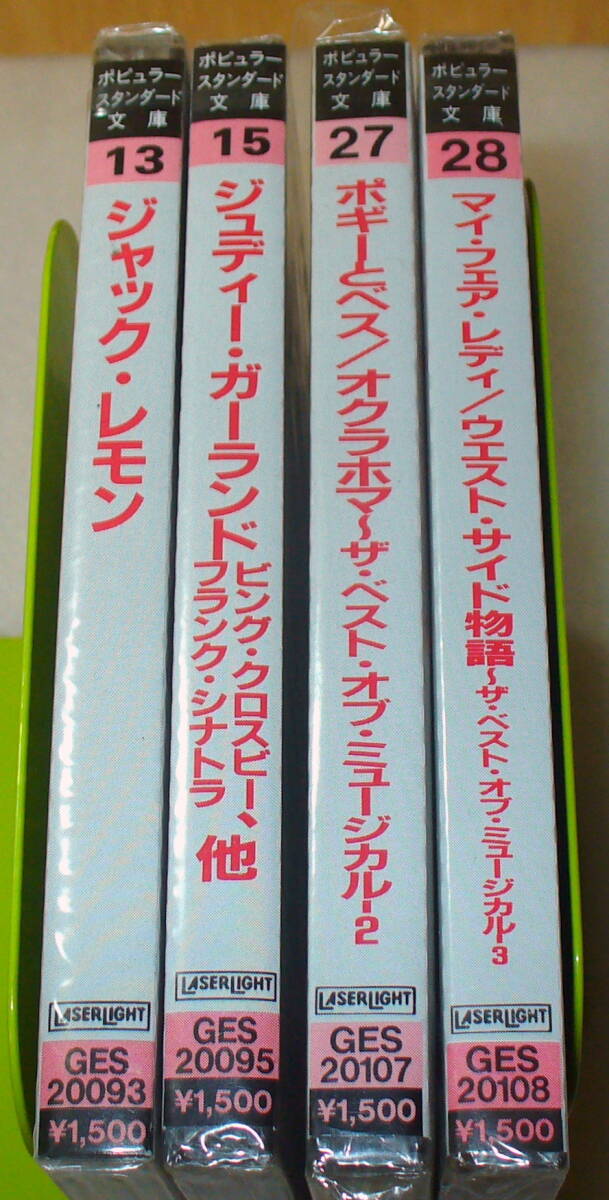 ポピュラー
スタンダード
文庫
13
ジャック・レモン
LASERLIGHT
GES
20093
¥1,500
ポピュラー
スタンダード
文庫
15
ジュディー・ガーランド
ビング・クロスビー、
フランク・シナトラ
他
LASERLIGHT
GES
20095
¥1,500
ポピュラー
スタンダード
文庫
27
ポギーとベス/オクラホマ〜ザ・ベスト・オブ・ミュージカル-2
LASERLIGHT
GES
20107
¥1,500
ポピュラー
スタンダード
文庫
28
マイ・フェア・レディ/ウエスト・サイド物語〜ザ・ベスト・オブ・ミュージカル-3
LASERLIGHT
GES
20108
¥1,500